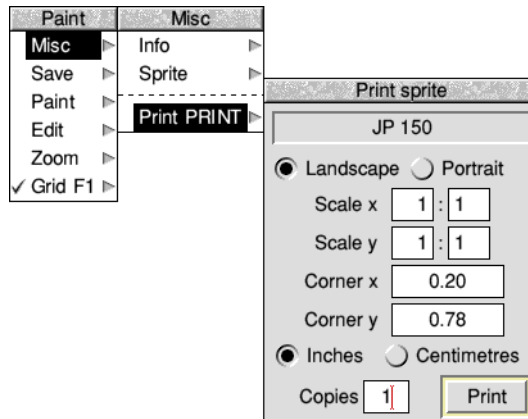 Paint
Misc
Save
Paint
Edit
Zoom
✓ Grid F1
Misc
Info
Sprite
Print PRINT
Print sprite
JP 150
Landscape Portrait
Scale x 1 : 1
Scale y 1 : 1
Corner x 0.20
Corner y 0.78
Inches Centimetres
Copies 1 Print